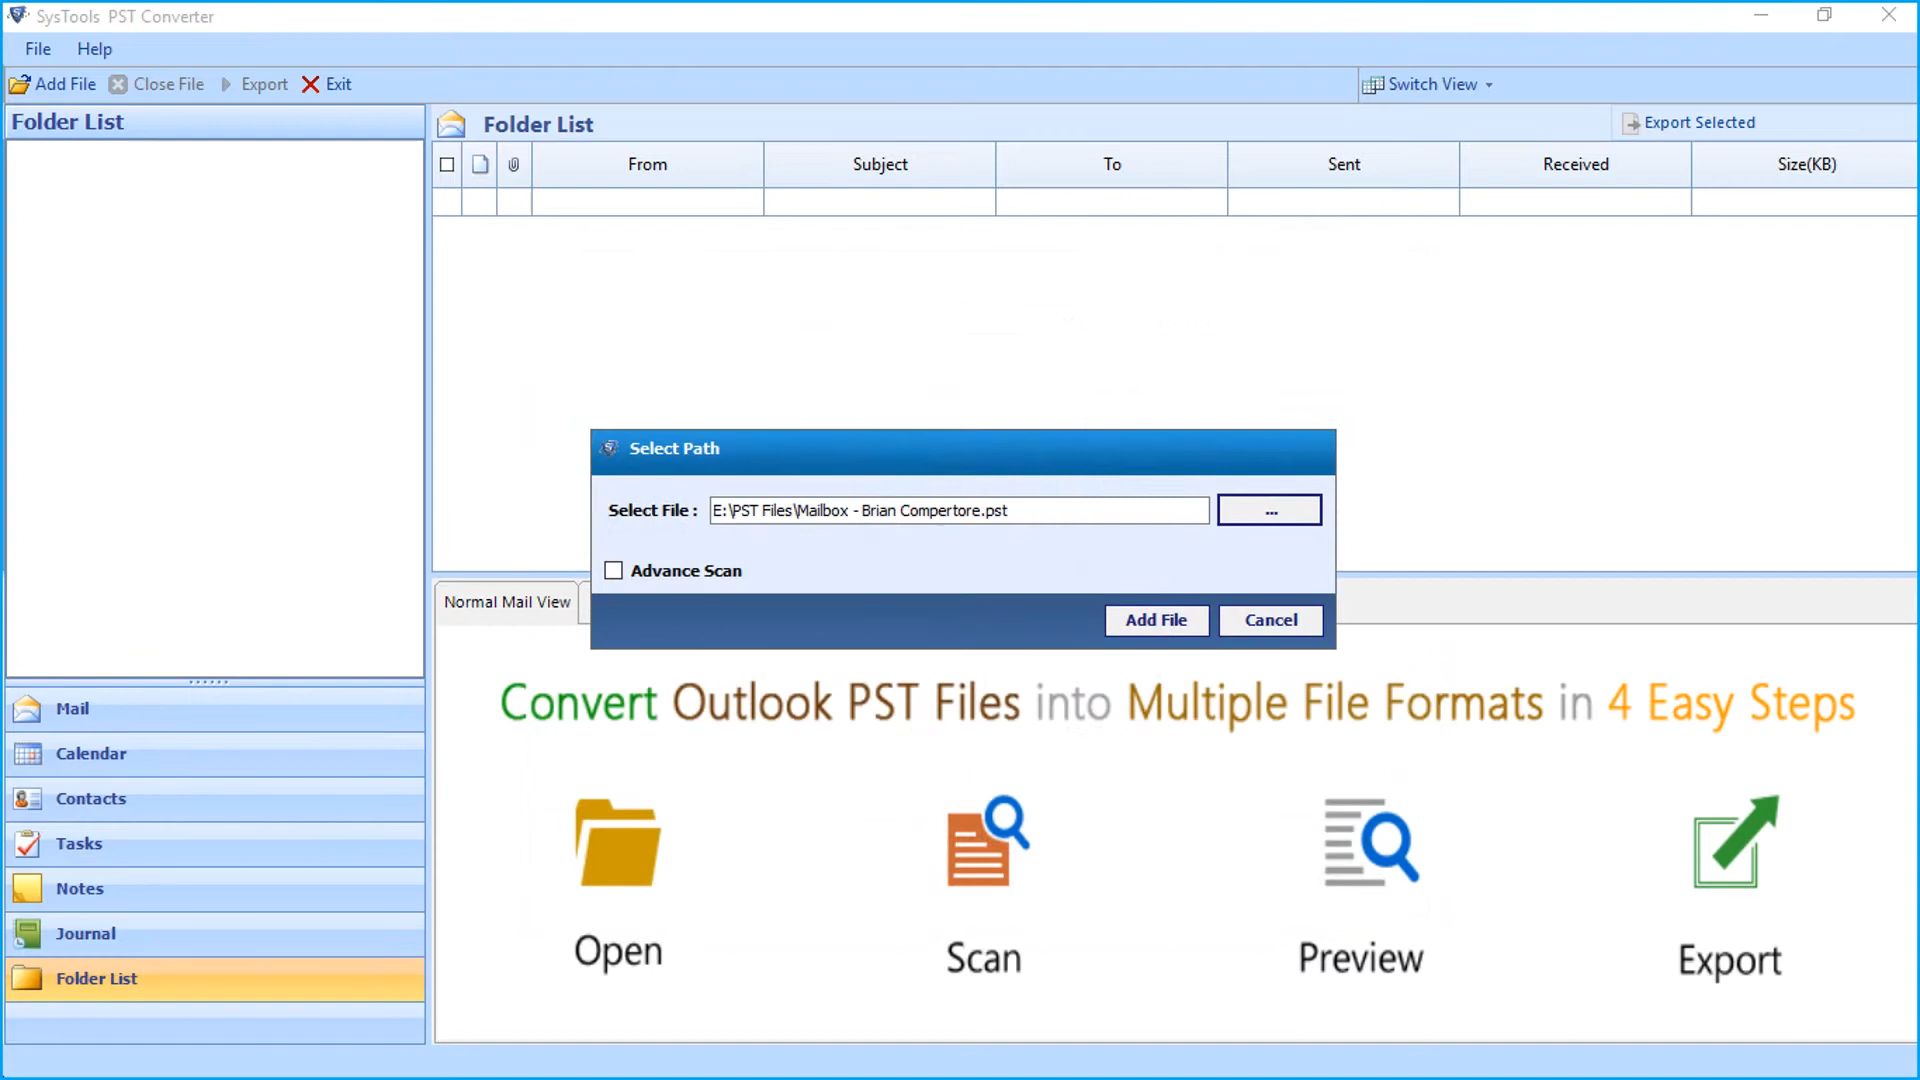 SysTools  PST Converter
File Help
Add File Close File Export Exit Switch View
Folder List
Folder List Export Selected
From Subject To Sent Received Size(KB)
Select Path
Select File : E:\PST Files\Mailbox - Brian Compertore.pst ...
Advance Scan
Add File Cancel
Normal Mail View
Convert Outlook PST Files into Multiple File Formats in 4 Easy Steps
Open Scan Preview Export
Mail
Calendar
Contacts
Tasks
Notes
Journal
Folder List